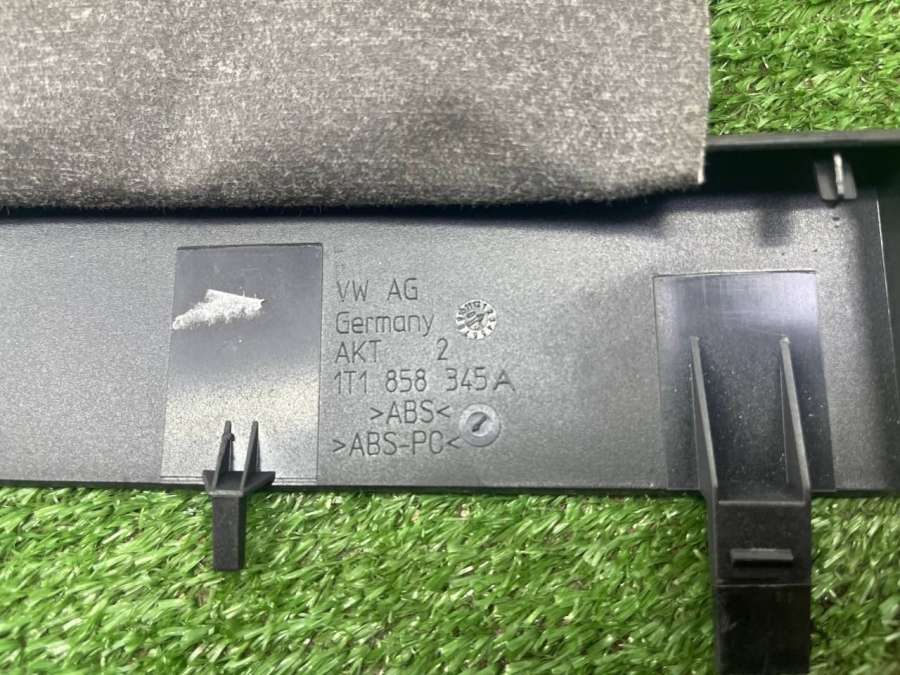 VW AG
Germany
AKT 2
1T1 858 345A
>ABS<
>ABS-PC<